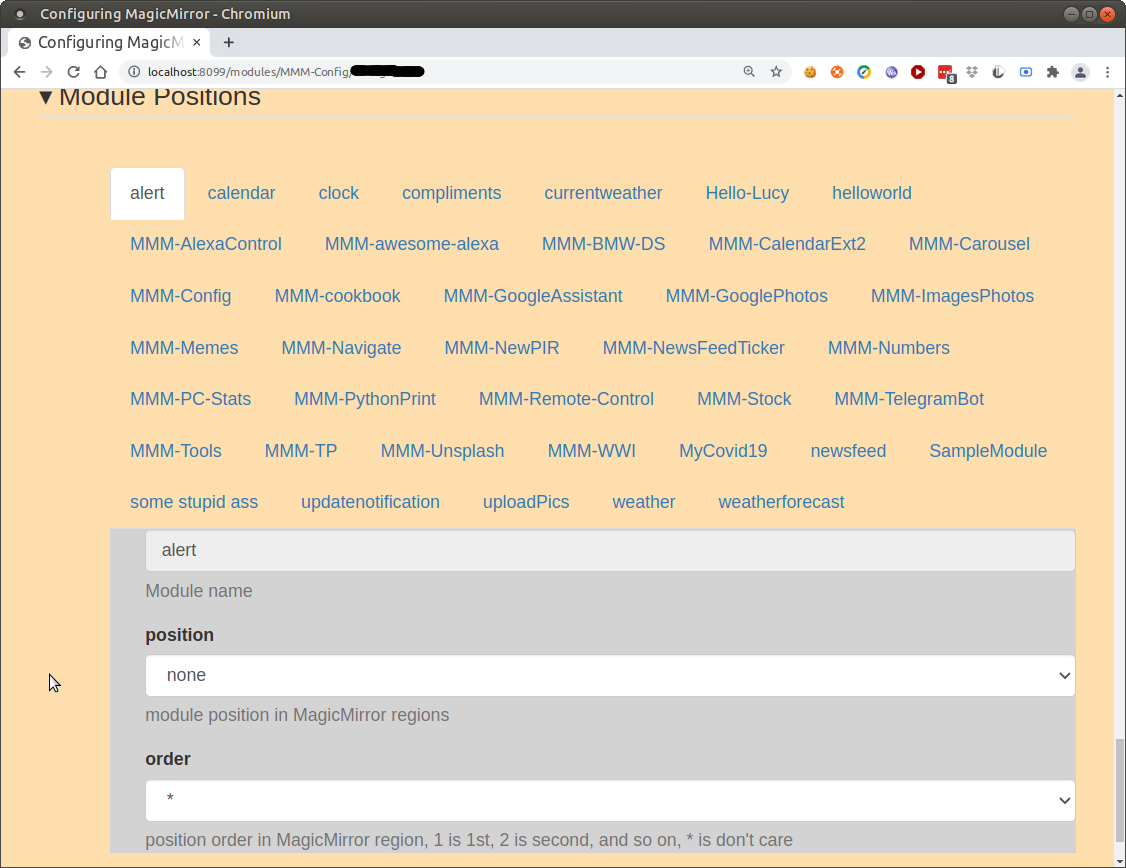 Configuring MagicMirror - Chromium
Configuring MagicM
localhost:8099/modules/MMM-Config/
8
▾ Module Positions
alert calendar clock compliments currentweather Hello-Lucy helloworld
MMM-AlexaControl MMM-awesome-alexa MMM-BMW-DS MMM-CalendarExt2 MMM-Carousel
MMM-Config MMM-cookbook MMM-GoogleAssistant MMM-GooglePhotos MMM-ImagesPhotos
MMM-Memes MMM-Navigate MMM-NewPIR MMM-NewsFeedTicker MMM-Numbers
MMM-PC-Stats MMM-PythonPrint MMM-Remote-Control MMM-Stock MMM-TelegramBot
MMM-Tools MMM-TP MMM-Unsplash MMM-WWI MyCovid19 newsfeed SampleModule
some stupid ass updatenotification uploadPics weather weatherforecast
alert
Module name
position
none
module position in MagicMirror regions
order
*
position order in MagicMirror region, 1 is 1st, 2 is second, and so on, * is don't care